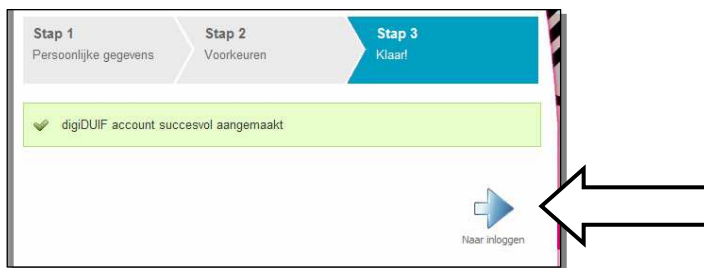 Stap 1
Persoonlijke gegevens
Stap 2
Voorkeuren
Stap 3
Klaar!
digiDUIF account succesvol aangemaakt
Naar inloggen